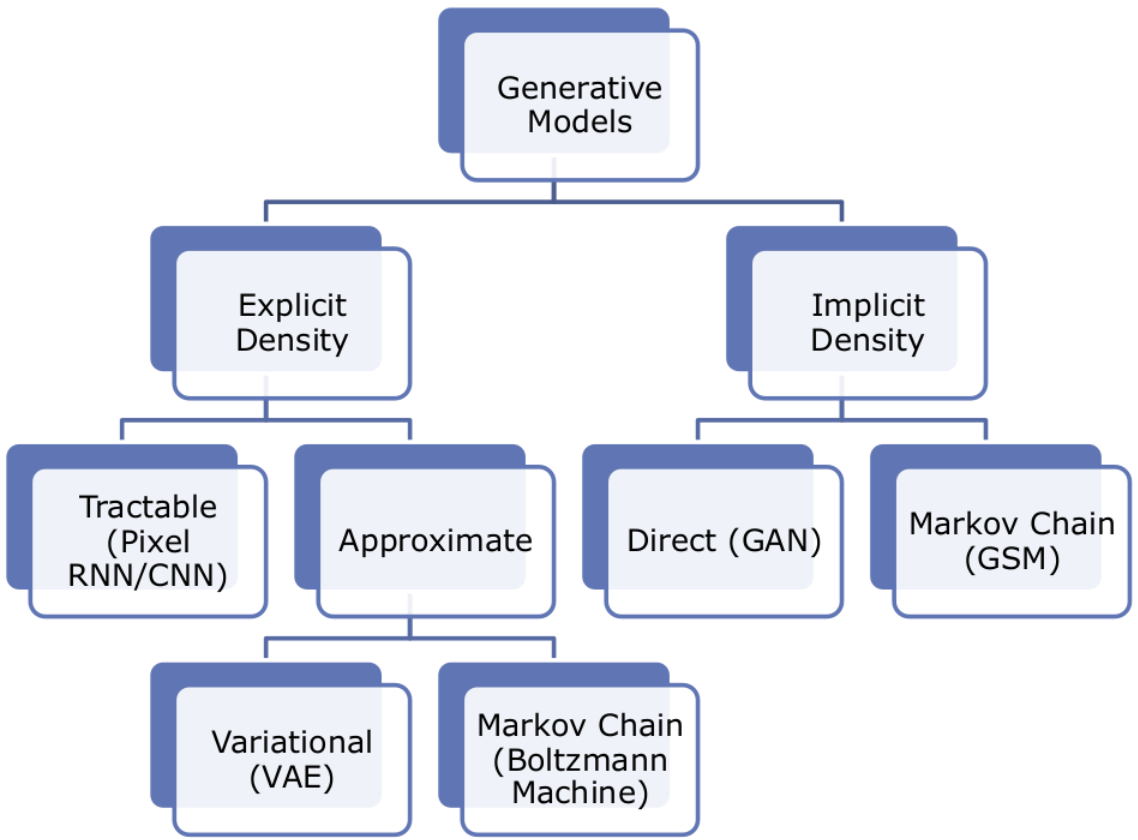 Generative
Models
Explicit
Density
Implicit
Density
Tractable
(Pixel
RNN/CNN)
Approximate
Direct (GAN)
Markov Chain
(GSM)
Variational
(VAE)
Markov Chain
(Boltzmann
Machine)